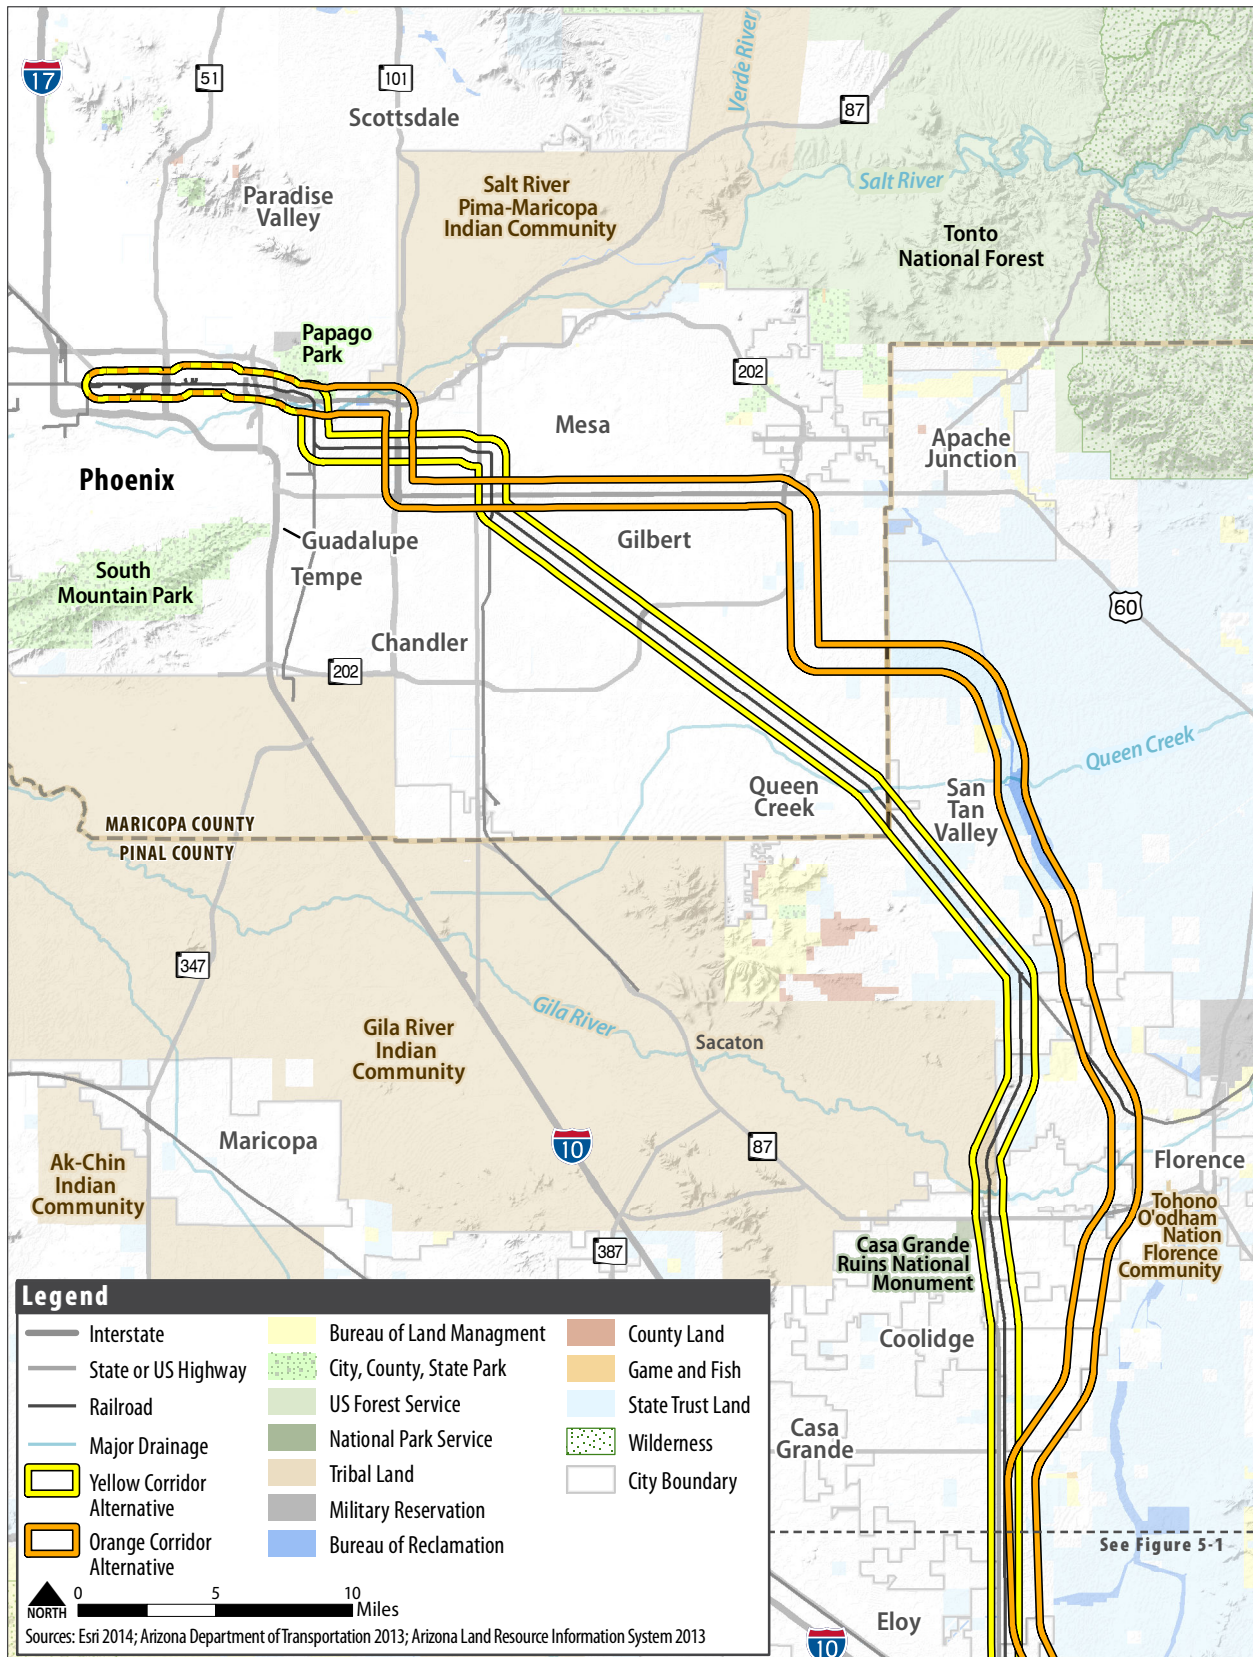 17
51
101
87
Verde River
Scottsdale
Salt River
Pima-Maricopa
Indian Community
Salt River
Paradise
Valley
Tonto
National Forest
Papago
Park
202
Mesa
Apache
Junction
Phoenix
Guadalupe
Tempe
Gilbert
South
Mountain Park
60
Chandler
202
Queen Creek
Queen
Creek
San
Tan
Valley
MARICOPA COUNTY
PINAL COUNTY
347
Gila River
Gila River
Indian
Community
Sacaton
Maricopa
10
87
Ak-Chin
Indian
Community
Florence
Tohono
O'odham
Nation
Florence
Community
387
Casa Grande
Ruins National
Monument
Coolidge
Casa
Grande
See Figure 5-1
Eloy
10
Legend
Interstate
State or US Highway
Railroad
Major Drainage
Yellow Corridor
Alternative
Orange Corridor
Alternative
Bureau of Land Managment
City, County, State Park
US Forest Service
National Park Service
Tribal Land
Military Reservation
Bureau of Reclamation
County Land
Game and Fish
State Trust Land
Wilderness
City Boundary
NORTH
0 5 10
Miles
Sources: Esri 2014; Arizona Department of Transportation 2013; Arizona Land Resource Information System 2013